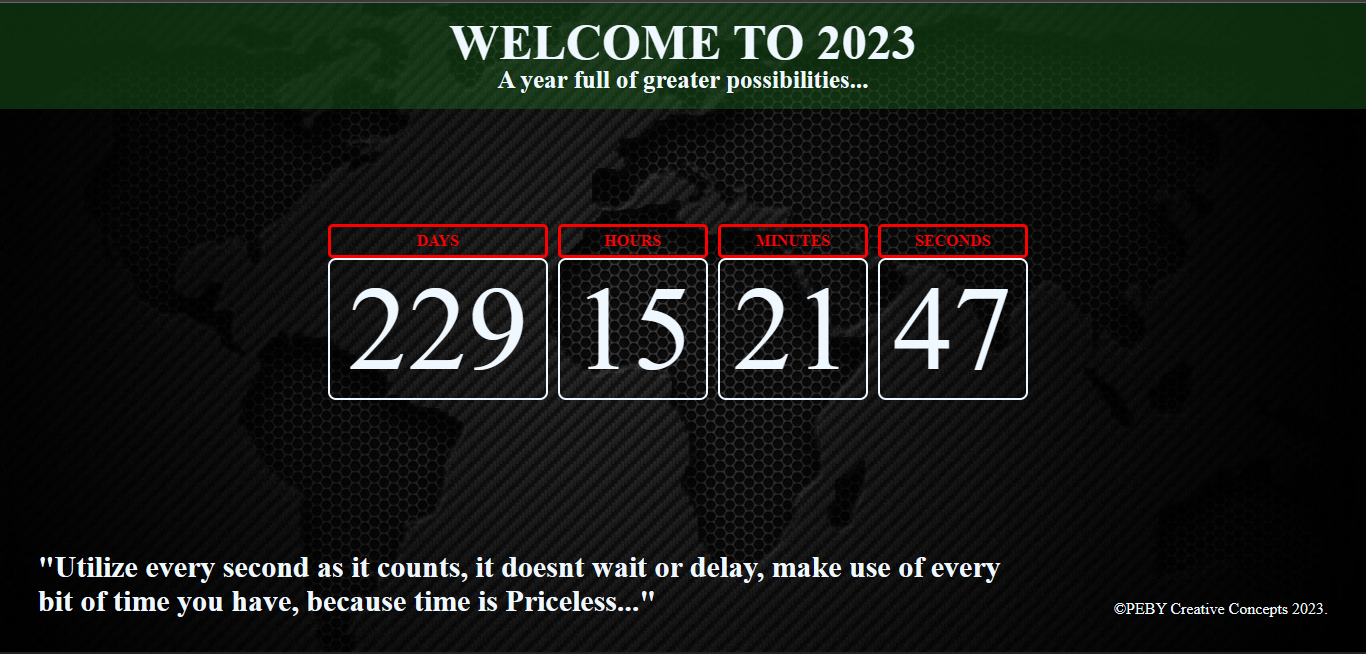 WELCOME TO 2023
A year full of greater possibilities...
DAYS HOURS MINUTES SECONDS
229 15 21 47
"Utilize every second as it counts, it doesnt wait or delay, make use of every
bit of time you have, because time is Priceless..."
©PEBY Creative Concepts 2023.